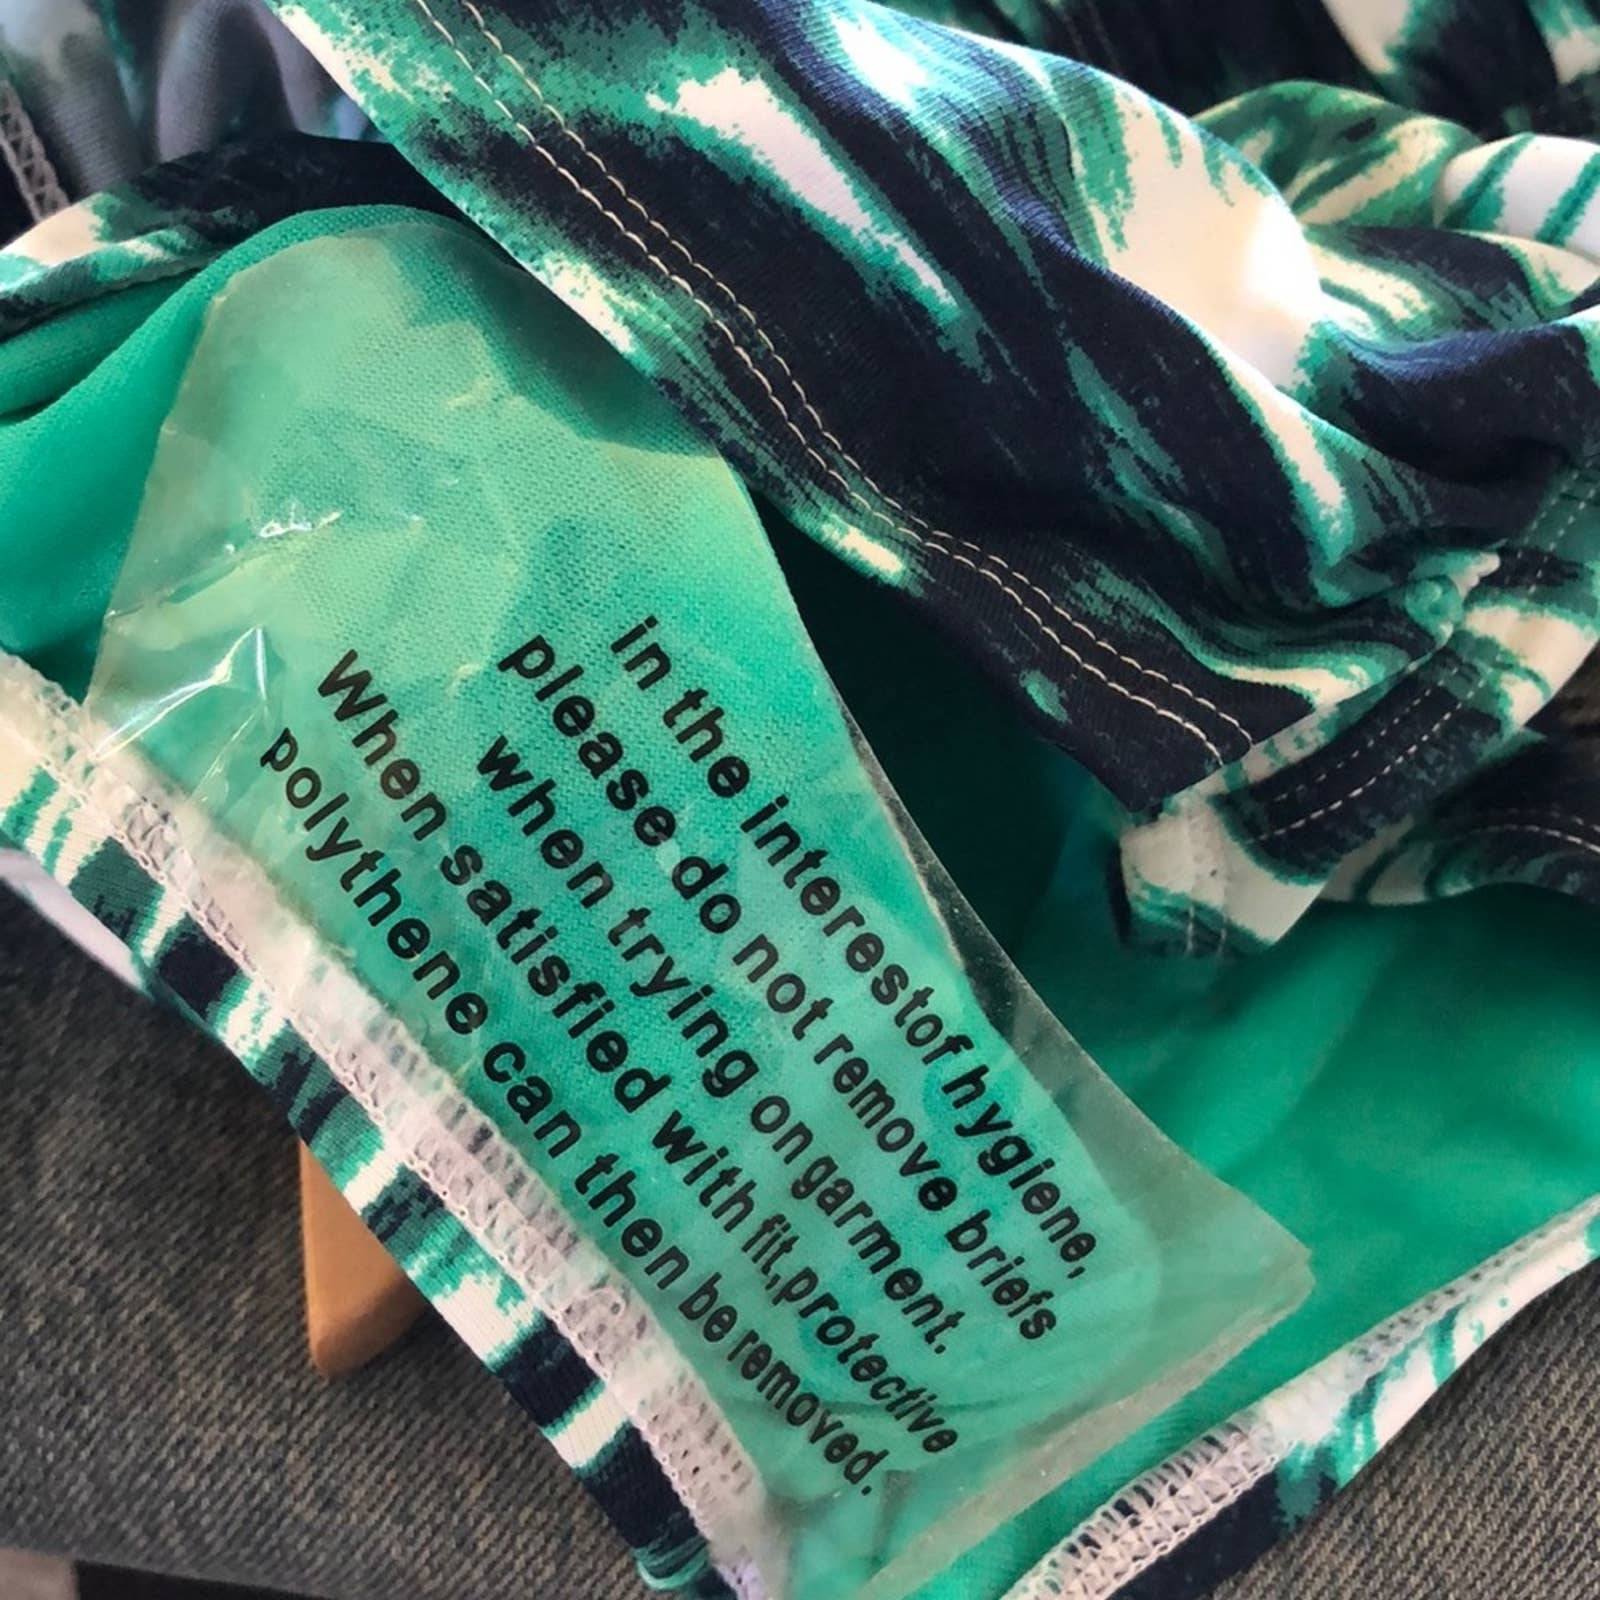 in the interestof hygiene,
please do not remove briefs
when trying on garment.
When satisfied with fit,protective
polythene can then be removed.